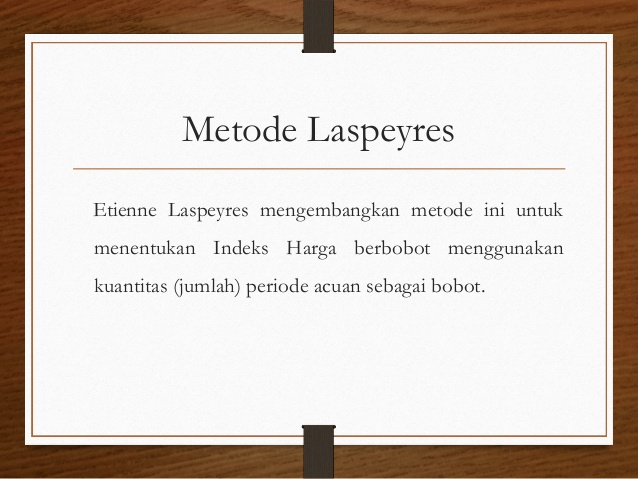 Metode Laspeyres
Etienne Laspeyres mengembangkan metode ini untuk
menentukan Indeks Harga berbobot menggunakan
kuantitas (jumlah) periode acuan sebagai bobot.